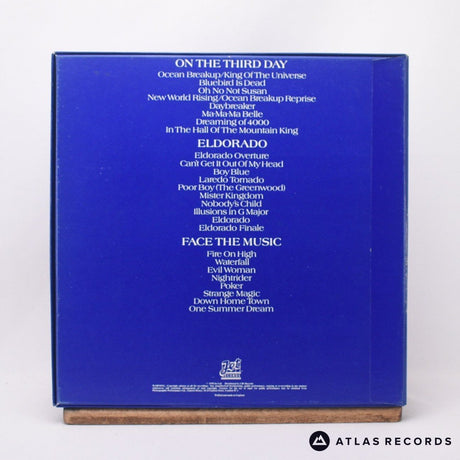 ON THE THIRD DAY
Ocean Breakup/King Of The Universe
Bluebird Is Dead
Oh No Not Susan
New World Rising/Ocean Breakup Reprise
Daybreaker
Ma-Ma-Ma Belle
Dreaming of 4000
In The Hall Of The Mountain King
ELDORADO
Eldorado Overture
Can't Get It Out Of My Head
Boy Blue
Laredo Tornado
Poor Boy (The Greenwood)
Mister Kingdom
Nobody's Child
Illusions in G Major
Eldorado
Eldorado Finale
FACE THE MUSIC
Fire On High
Waterfall
Evil Woman
Nightrider
Poker
Strange Magic
Down Home Town
One Summer Dream
Jet
ATLAS RECORDS